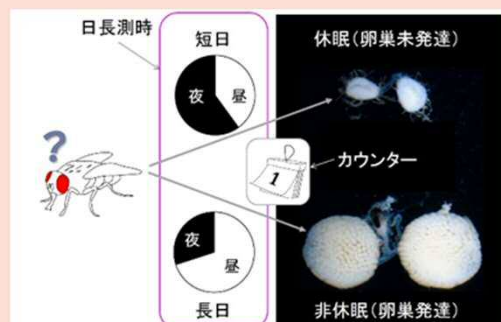 日長測時
短日
夜
昼
?
1
夜
昼
長日
休眠（卵巣未発達）
カウンター
非休眠（卵巣発達）